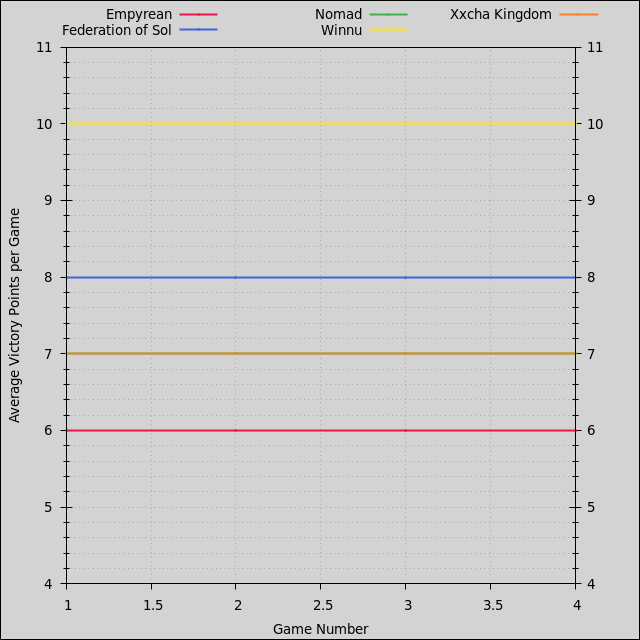 Empyrean Nomad Xxcha Kingdom
Federation of Sol Winnu
11 11
10 10
9 9
8 8
7 7
6 6
5 5
4 4
1 1.5 2 2.5 3 3.5 4
Game Number
Average Victory Points per Game